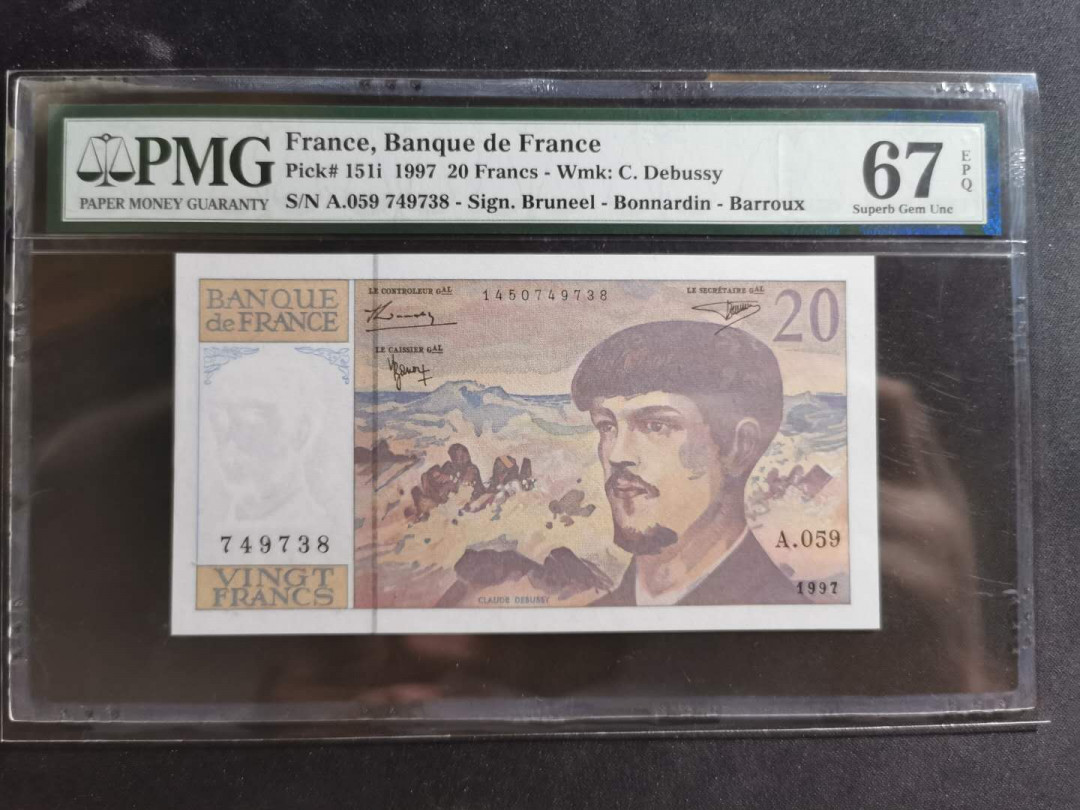 PMG
PAPER MONEY GUARANTY
France, Banque de France
Pick# 151i 1997 20 Francs - Wmk: C. Debussy
S/N A.059 749738 - Sign. Bruneel - Bonnardin - Barroux
67
EPQ
Superb Gem Unc
BANQUE
de FRANCE
LE CONTROLEUR GAL
1450749738
LE SECRÉTAIRE GAL
20
LE CAISSIER GAL
749738
A.059
VINGT
FRANCS
CLAUDE DEBUSSY
1997